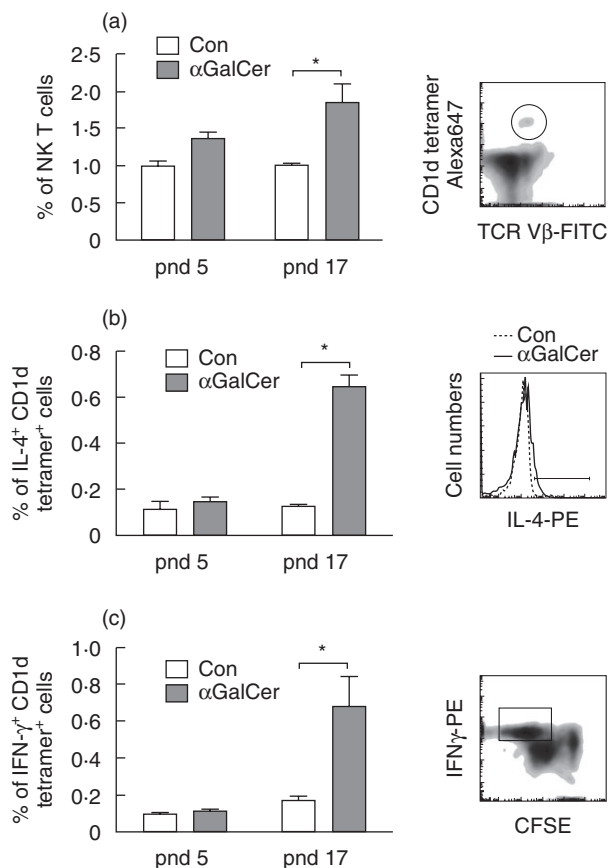 (a)
Con
αGalCer
*
2·5
2·0
1·5
1·0
0·5
0
% of NK T cells
pnd 5
pnd 17
CD1d tetramer
Alexa647
TCR Vβ-FITC
(b)
Con
αGalCer
*
0·8
0·6
0·4
0·2
0
% of IL-4⁺ CD1d
tetramer⁺ cells
pnd 5
pnd 17
Con
αGalCer
Cell numbers
IL-4-PE
(c)
Con
αGalCer
*
1·0
0·8
0·6
0·4
0·2
0
% of IFN-γ⁺ CD1d
tetramer⁺ cells
pnd 5
pnd 17
IFNγ-PE
CFSE